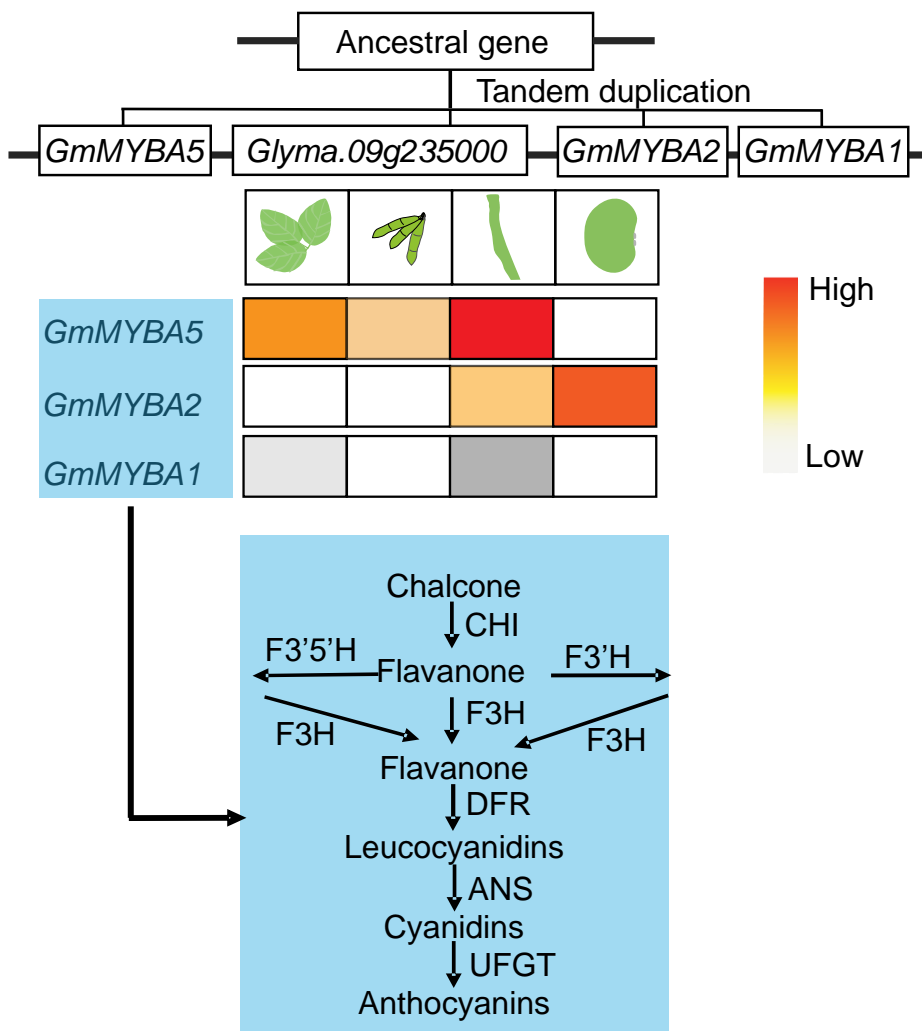 Ancestral gene
Tandem duplication
GmMYBA5 Glyma.09g235000 GmMYBA2 GmMYBA1
High
GmMYBA5
GmMYBA2
Low
GmMYBA1
Chalcone
CHI
F3'5'H Flavanone F3'H
F3H F3H F3H
Flavanone
DFR
Leucocyanidins
ANS
Cyanidins
UFGT
Anthocyanins